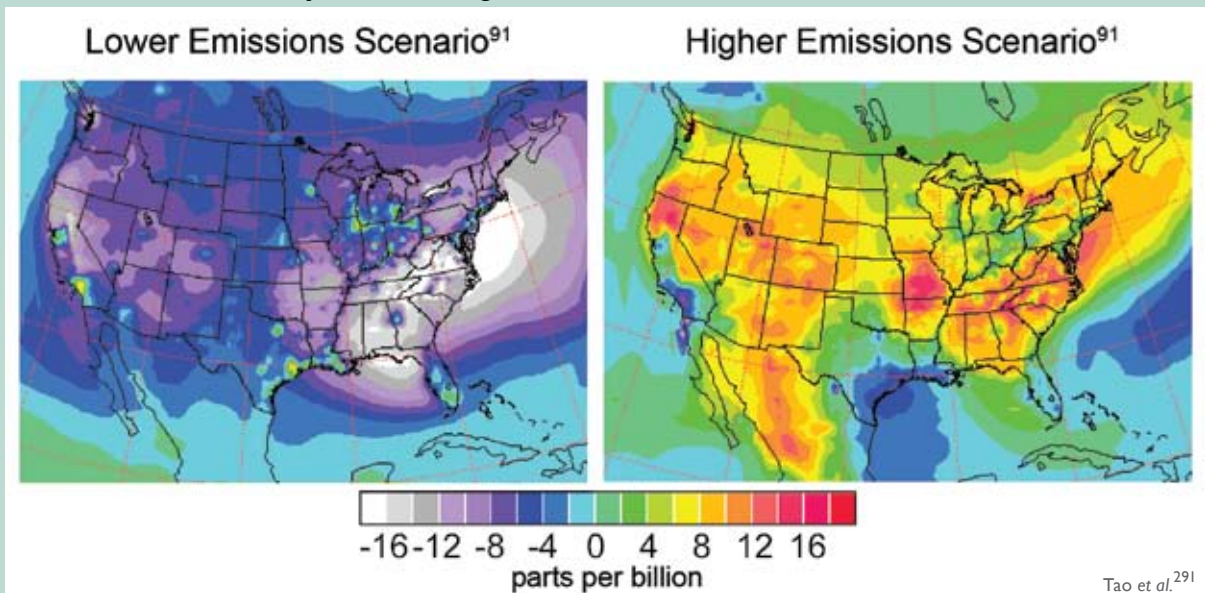 Lower Emissions Scenario91 Higher Emissions Scenario91
-16 -12 -8 -4 0 4 8 12 16
parts per billion
Tao et al.291